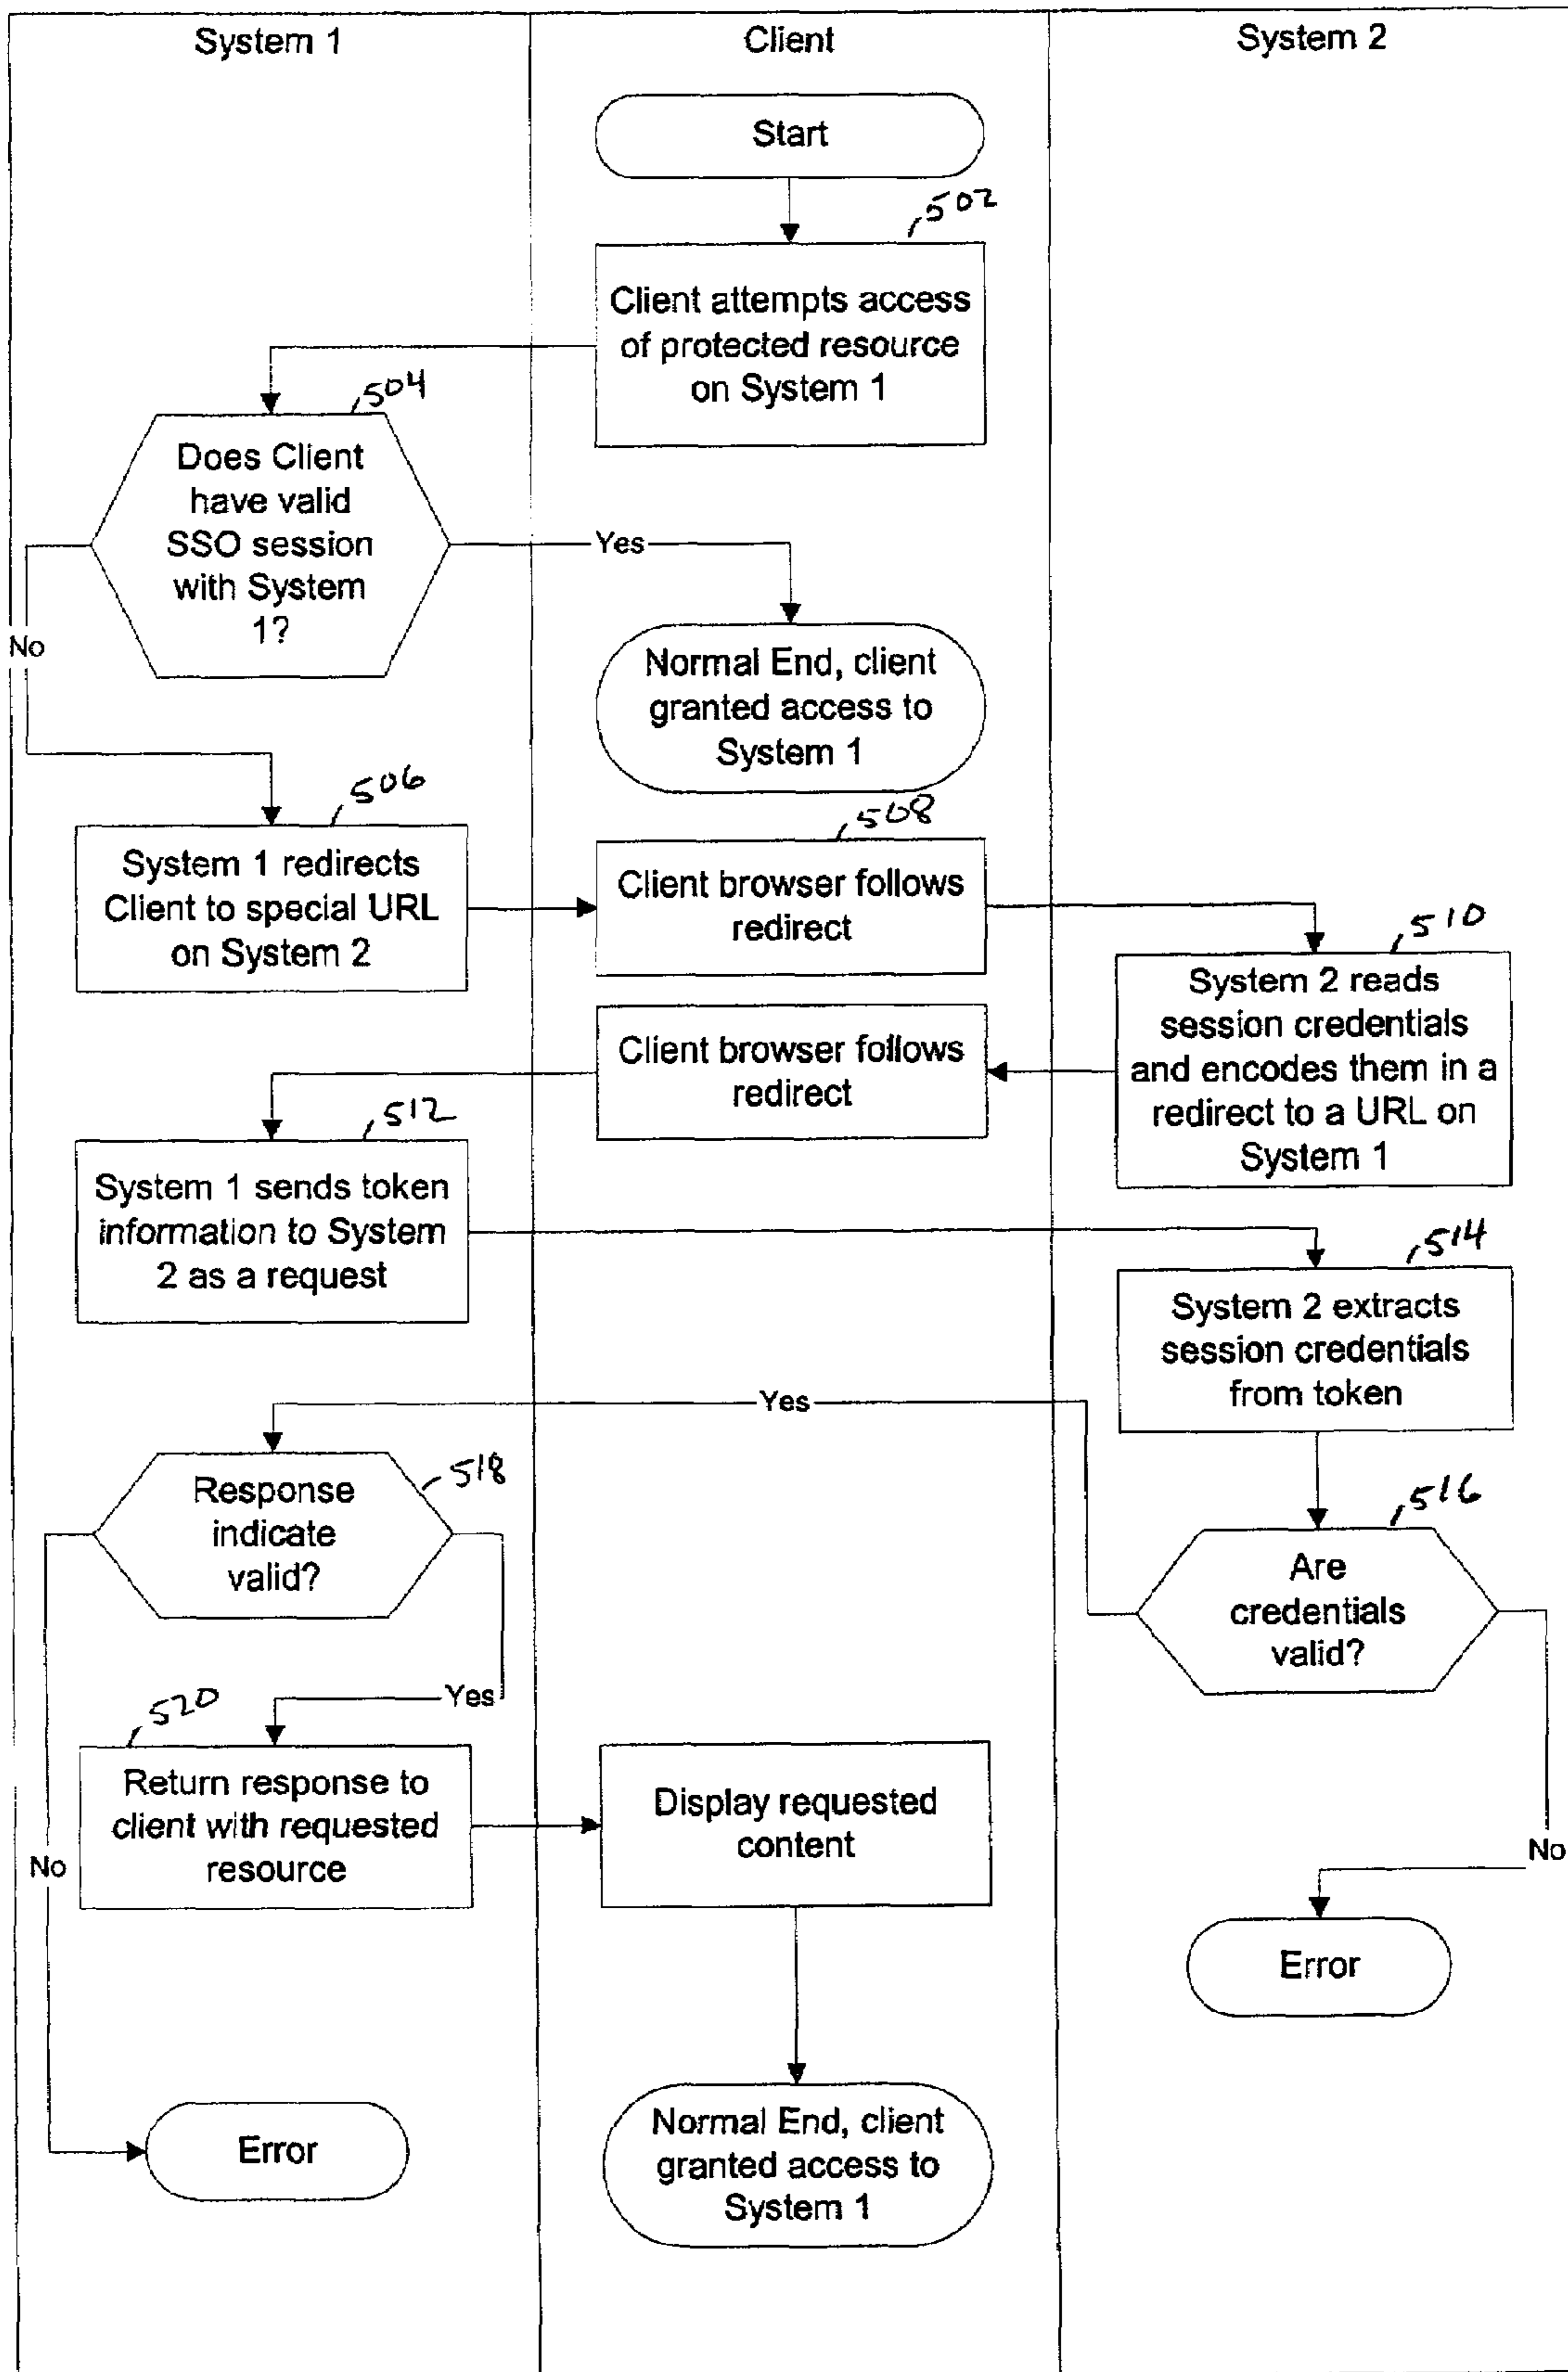 System 1
Client
System 2
Start
502
Client attempts access
of protected resource
on System 1
504
Does Client
have valid
SSO session
with System
1?
Yes
No
Normal End, client
granted access to
System 1
506
System 1 redirects
Client to special URL
on System 2
508
Client browser follows
redirect
510
System 2 reads
session credentials
and encodes them in a
redirect to a URL on
System 1
Client browser follows
redirect
512
System 1 sends token
information to System
2 as a request
514
System 2 extracts
session credentials
from token
Yes
518
Response
indicate
valid?
516
Are
credentials
valid?
Yes
520
Return response to
client with requested
resource
Display requested
content
No
No
Error
Error
Normal End, client
granted access to
System 1